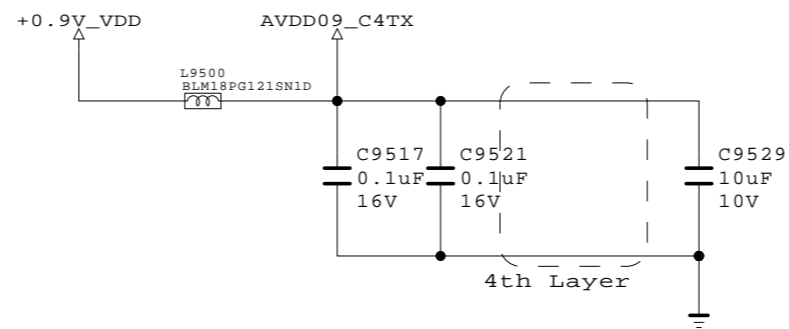 +0.9V_VDD
AVDD09_C4TX
L9500
BLM18PG121SN1D
C9517
0.1uF
16V
C9521
0.1uF
16V
C9529
10uF
10V
4th Layer